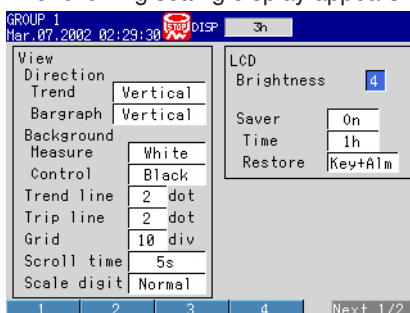 GROUP 1
Mar.07.2002 02:29:30 STOP DISP 3h
View
Direction
Trend Vertical
Bargraph Vertical
Background
Measure White
Control Black
Trend line 2 dot
Trip line 2 dot
Grid 10 div
Scroll time 5s
Scale digit Normal
LCD
Brightness 4
Saver On
Time 1h
Restore Key+Alm
1 2 3 4 Next 1/2